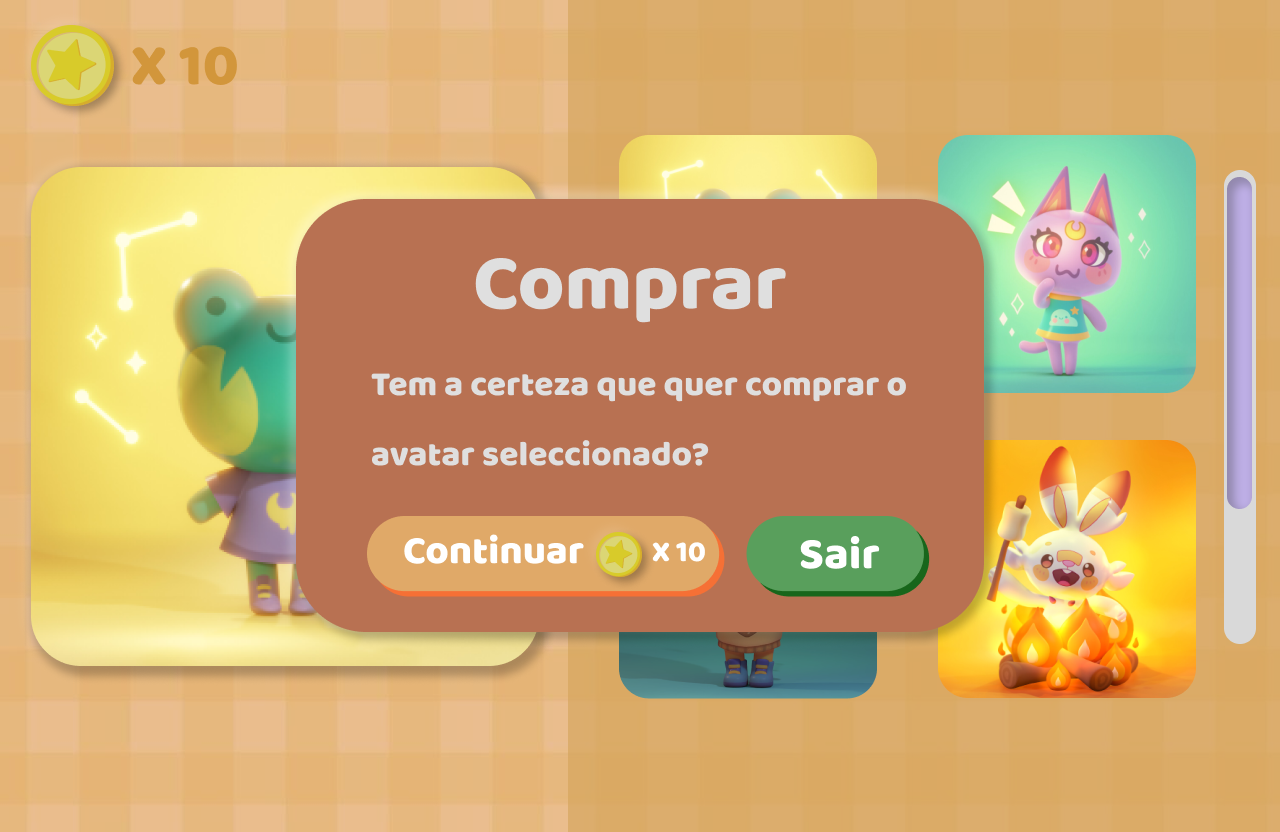 X 10
Comprar
Tem a certeza que quer comprar o
avatar seleccionado?
Continuar X 10
Sair